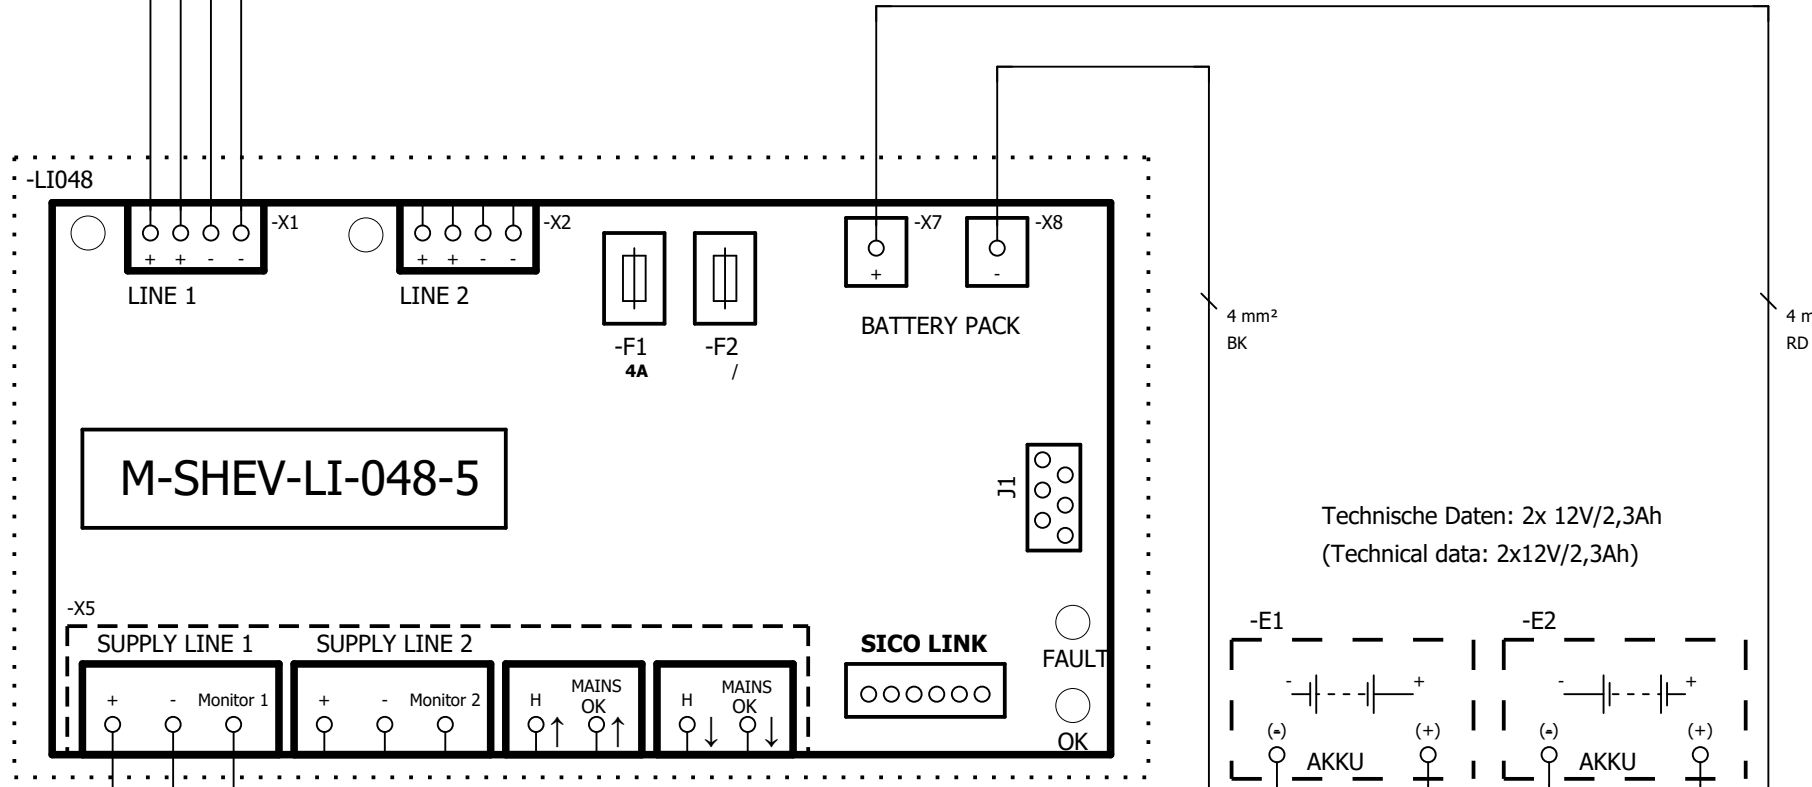 -LI048
-X1
-X2
-X7
-X8
+ + - -
+ + - -
+
-
LINE 1
LINE 2
BATTERY PACK
-F1
4A
-F2
/
4 mm²
BK
4 m
RD
M-SHEV-LI-048-5
J1
Technische Daten: 2x 12V/2,3Ah
(Technical data: 2x12V/2,3Ah)
-X5
SUPPLY LINE 1
SUPPLY LINE 2
SICO LINK
FAULT
OK
+ - Monitor 1
+ - Monitor 2
H ↑ MAINS
OK ↑
H ↓ MAINS
OK ↓
-E1
- +
(-) (+)
AKKU
-E2
- +
(-) (+)
AKKU